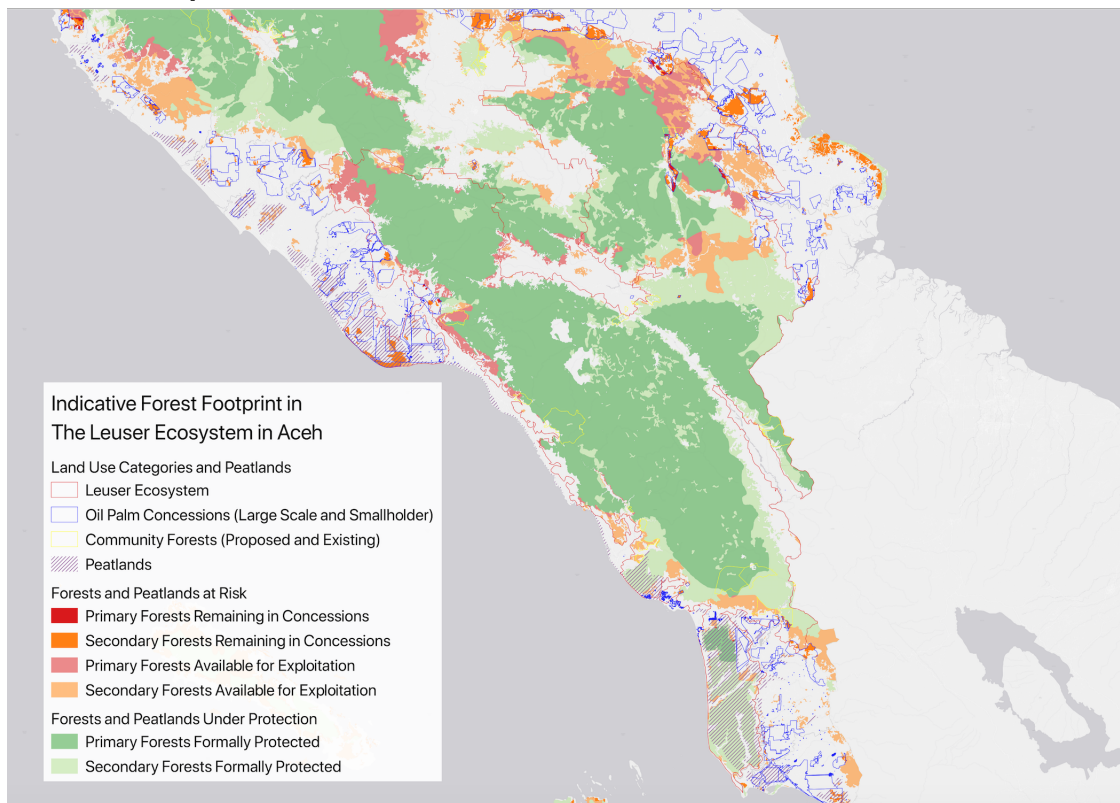 Indicative Forest Footprint in
The Leuser Ecosystem in Aceh
Land Use Categories and Peatlands
Leuser Ecosystem
Oil Palm Concessions (Large Scale and Smallholder)
Community Forests (Proposed and Existing)
Peatlands
Forests and Peatlands at Risk
Primary Forests Remaining in Concessions
Secondary Forests Remaining in Concessions
Primary Forests Available for Exploitation
Secondary Forests Available for Exploitation
Forests and Peatlands Under Protection
Primary Forests Formally Protected
Secondary Forests Formally Protected